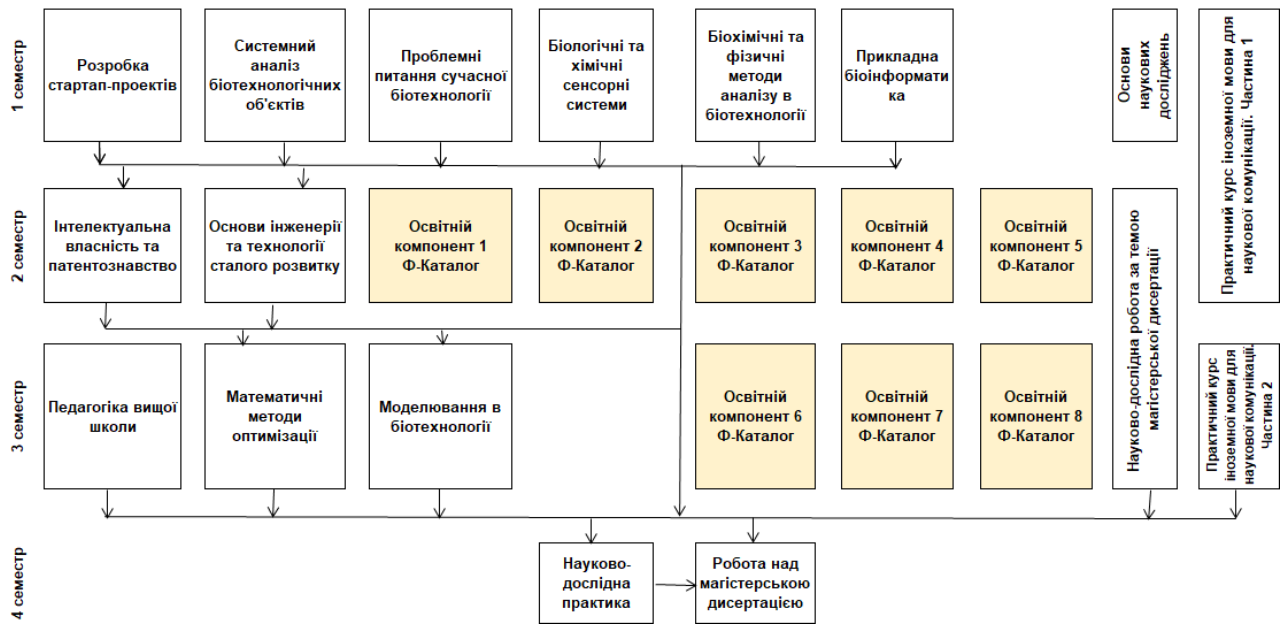 1 семестр
Розробка
стартап-проектів
Системний
аналіз
біотехнологічних
об'єктів
Проблемні
питання сучасної
біотехнології
Біологічні та
хімічні
сенсорні
системи
Біохімічні та
фізичні
методи
аналізу в
біотехнології
Прикладна
біоінформати
ка
Основи
наукових
досліджень
Практичний курс іноземної мови для
наукової комунікації. Частина 1
2 семестр
Інтелектуальна
власність та
патентознавство
Основи інженерії
та технології
сталого розвитку
Освітній
компонент 1
Ф-Каталог
Освітній
компонент 2
Ф-Каталог
Освітній
компонент 3
Ф-Каталог
Освітній
компонент 4
Ф-Каталог
Освітній
компонент 5
Ф-Каталог
Науково-дослідна робота за темою
магістерської дисертації
3 семестр
Педагогіка вищої
школи
Математичні
методи
оптимізації
Моделювання в
біотехнології
Освітній
компонент 6
Ф-Каталог
Освітній
компонент 7
Ф-Каталог
Освітній
компонент 8
Ф-Каталог
Практичний курс
іноземної мови для
наукової комунікації.
Частина 2
4 семестр
Науково-
дослідна
практика
Робота над
магістерською
дисертацією